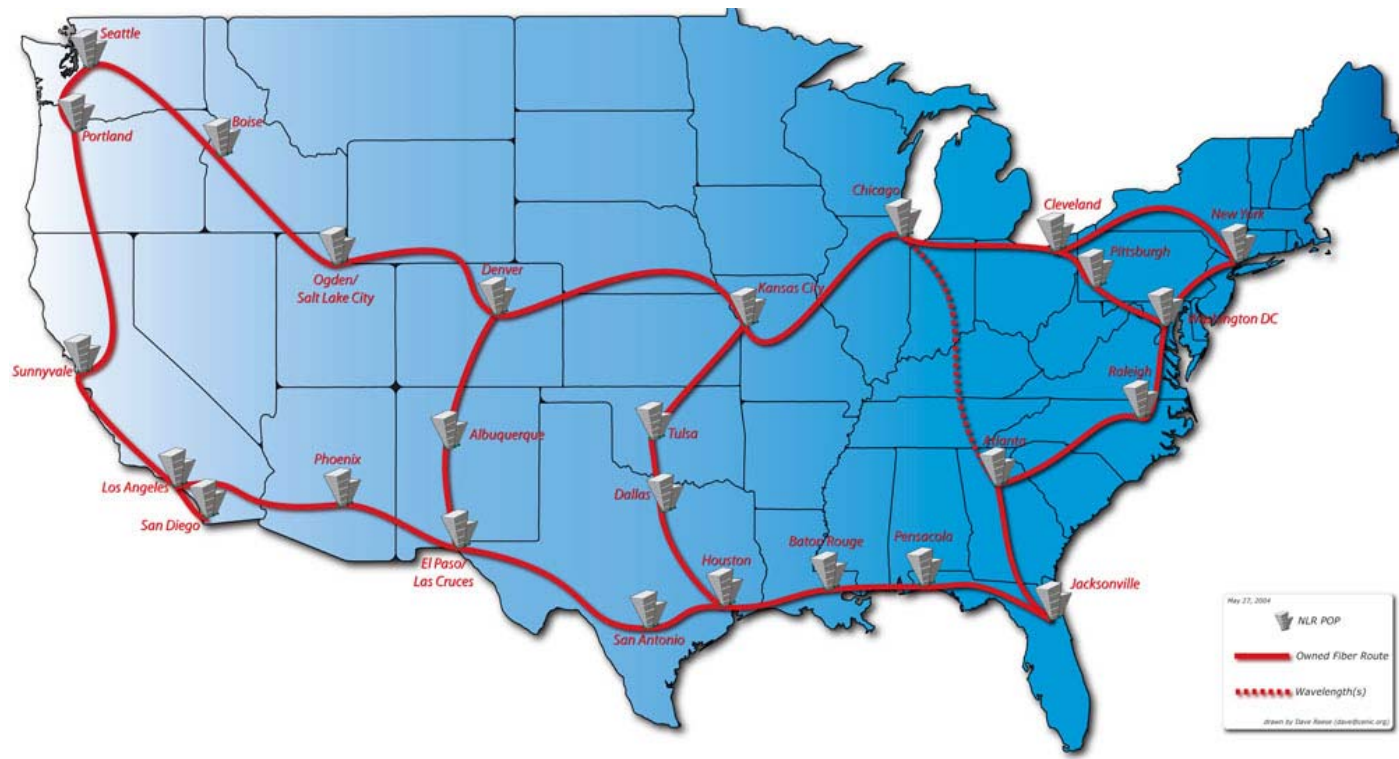 Seattle
Portland
Boise
Chicago
Cleveland
New York
Pittsburgh
Ogden/
Salt Lake City
Denver
Kansas City
Washington DC
Sunnyvale
Raleigh
Albuquerque
Tulsa
Atlanta
Phoenix
Los Angeles
Dallas
San Diego
Baton Rouge
Pensacola
El Paso/
Las Cruces
Houston
Jacksonville
San Antonio
May 27, 2004
NLR POP
Owned Fiber Route
Wavelength(s)
drawn by Dave Reese (dave@cenic.org)